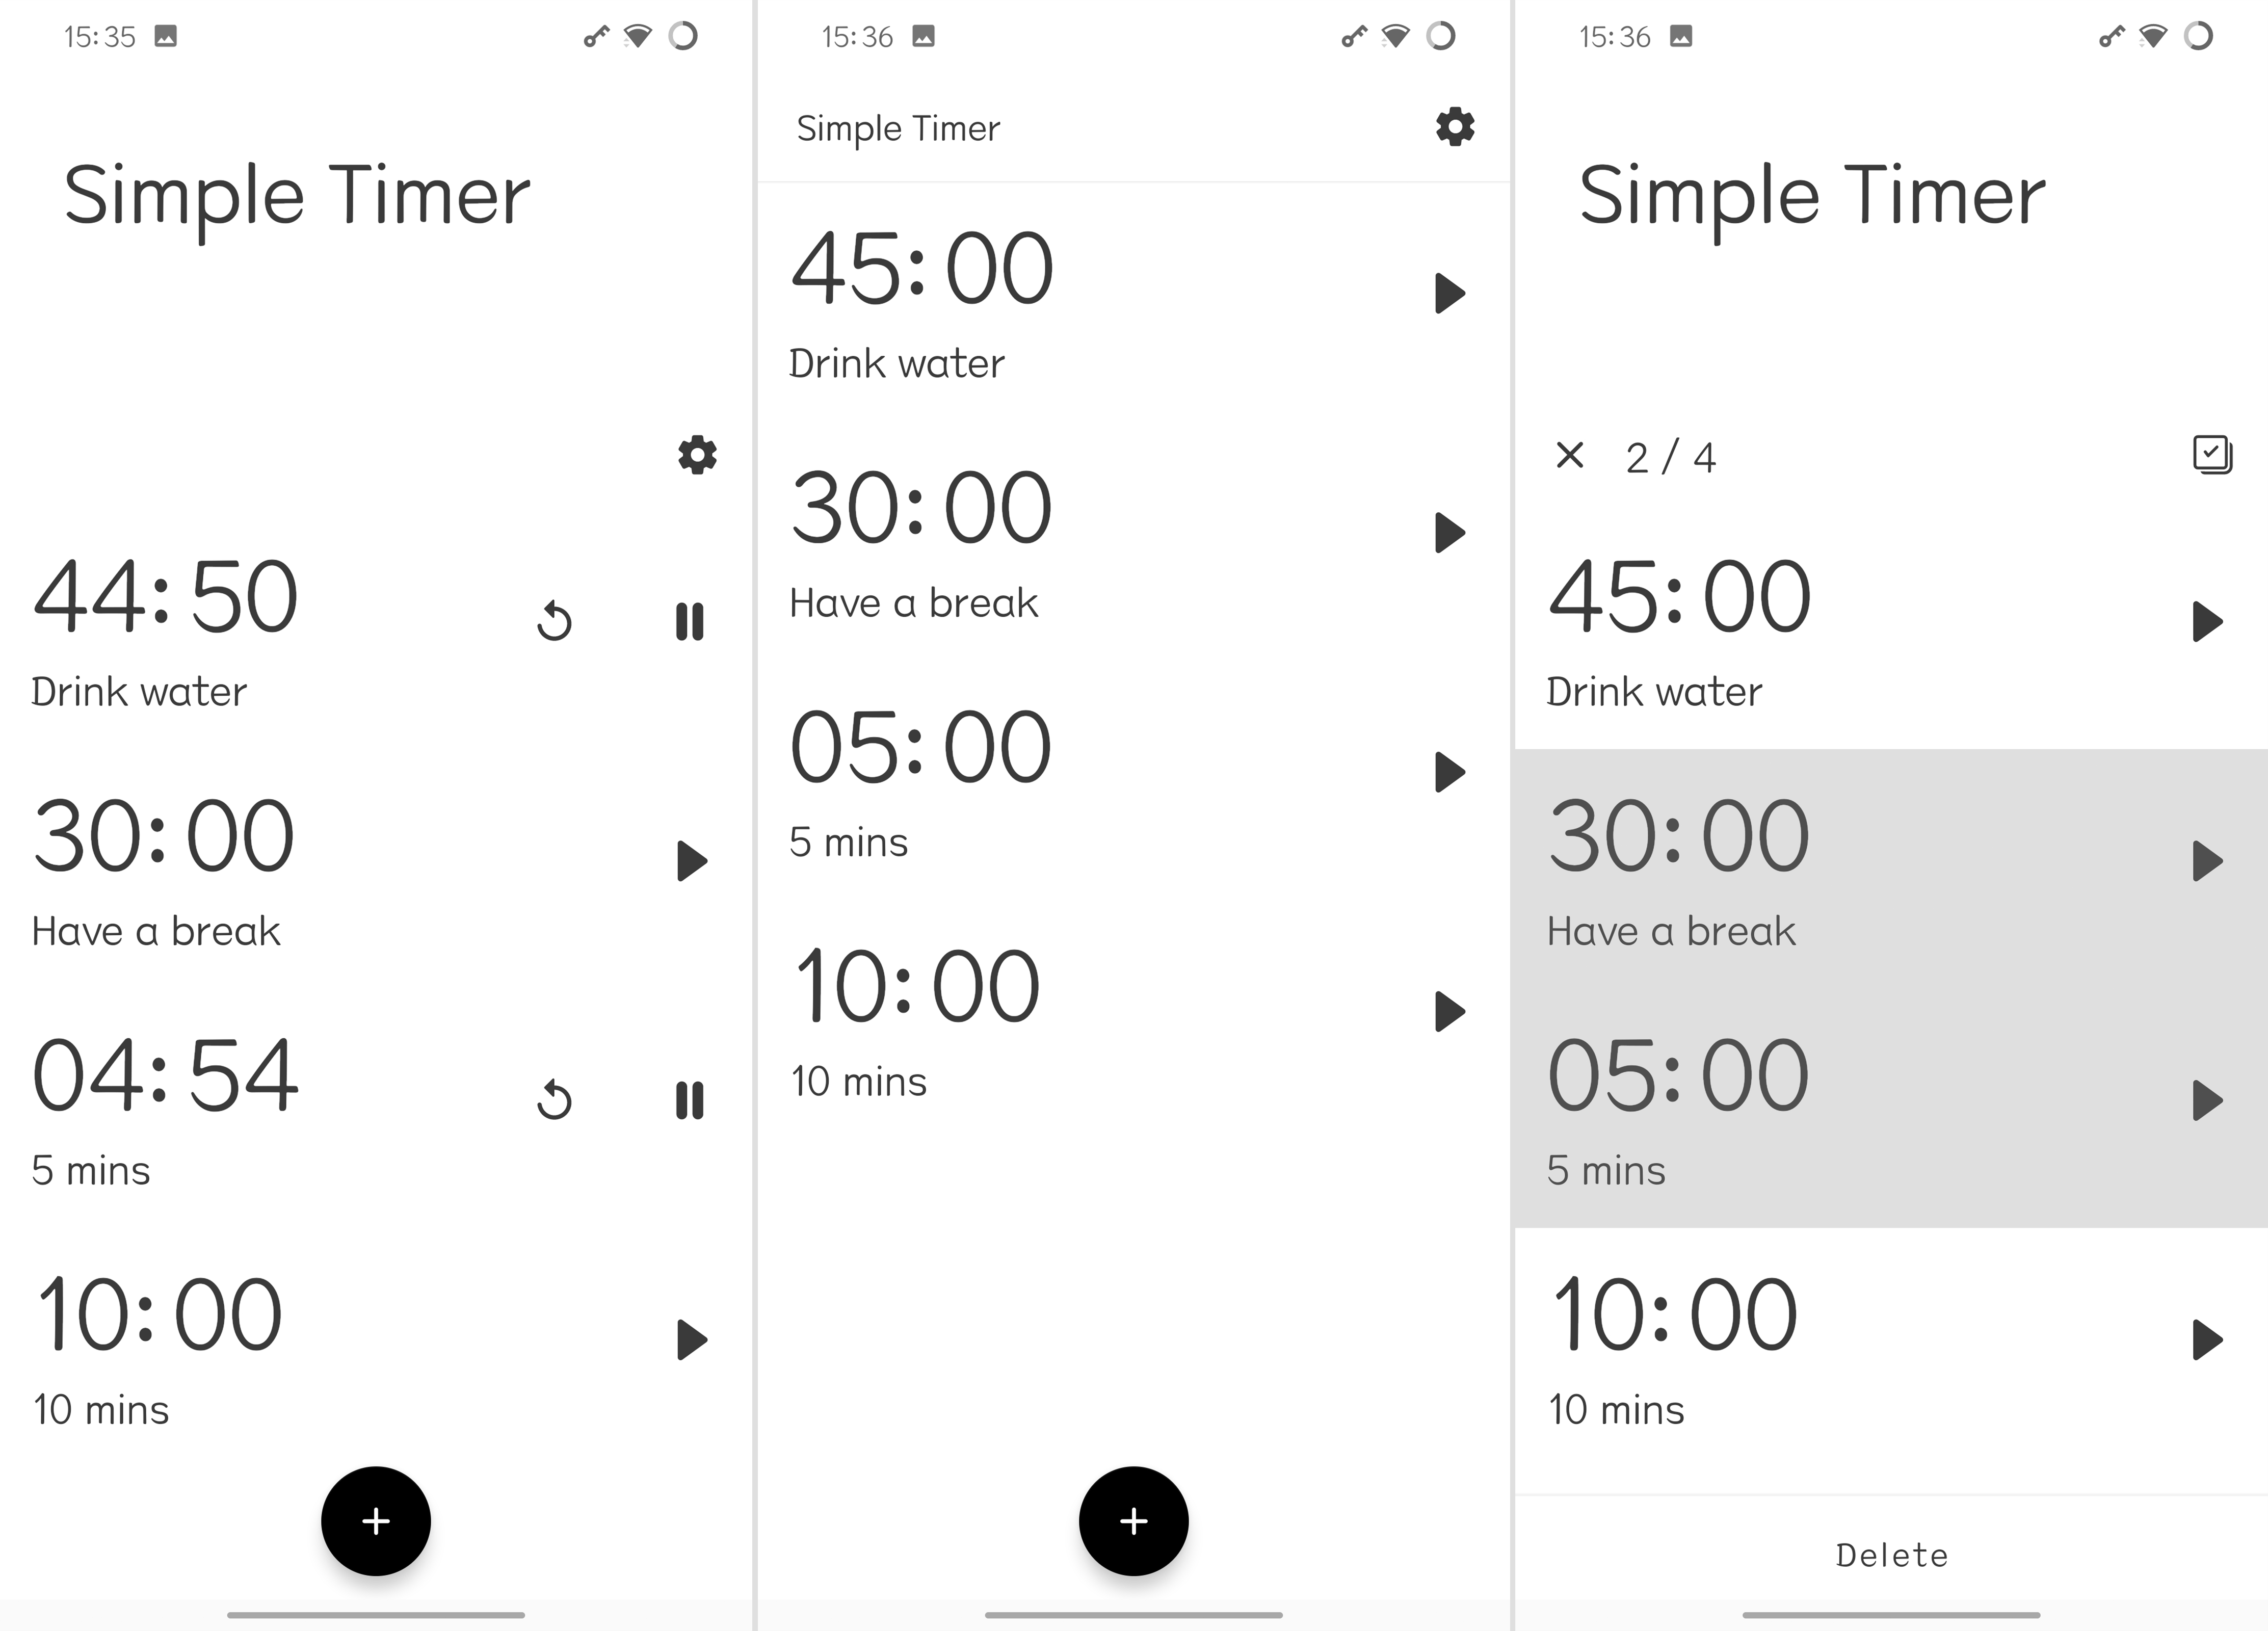 15:35
Simple Timer
44:50
Drink water
30:00
Have a break
04:54
5 mins
10:00
10 mins
15:36
Simple Timer
45:00
Drink water
30:00
Have a break
05:00
5 mins
10:00
10 mins
15:36
Simple Timer
2 / 4
45:00
Drink water
30:00
Have a break
05:00
5 mins
10:00
10 mins
Delete